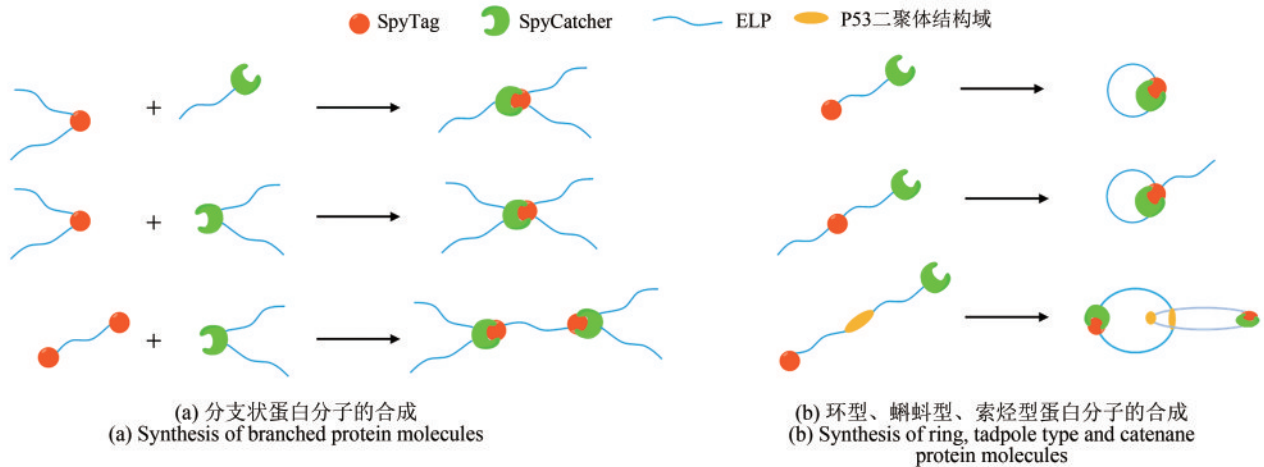 SpyTag SpyCatcher ELP P53二聚体结构域
+
+
+
(a) 分支状蛋白分子的合成
(a) Synthesis of branched protein molecules
(b) 环型、蝌蚪型、索烃型蛋白分子的合成
(b) Synthesis of ring, tadpole type and catenane
protein molecules